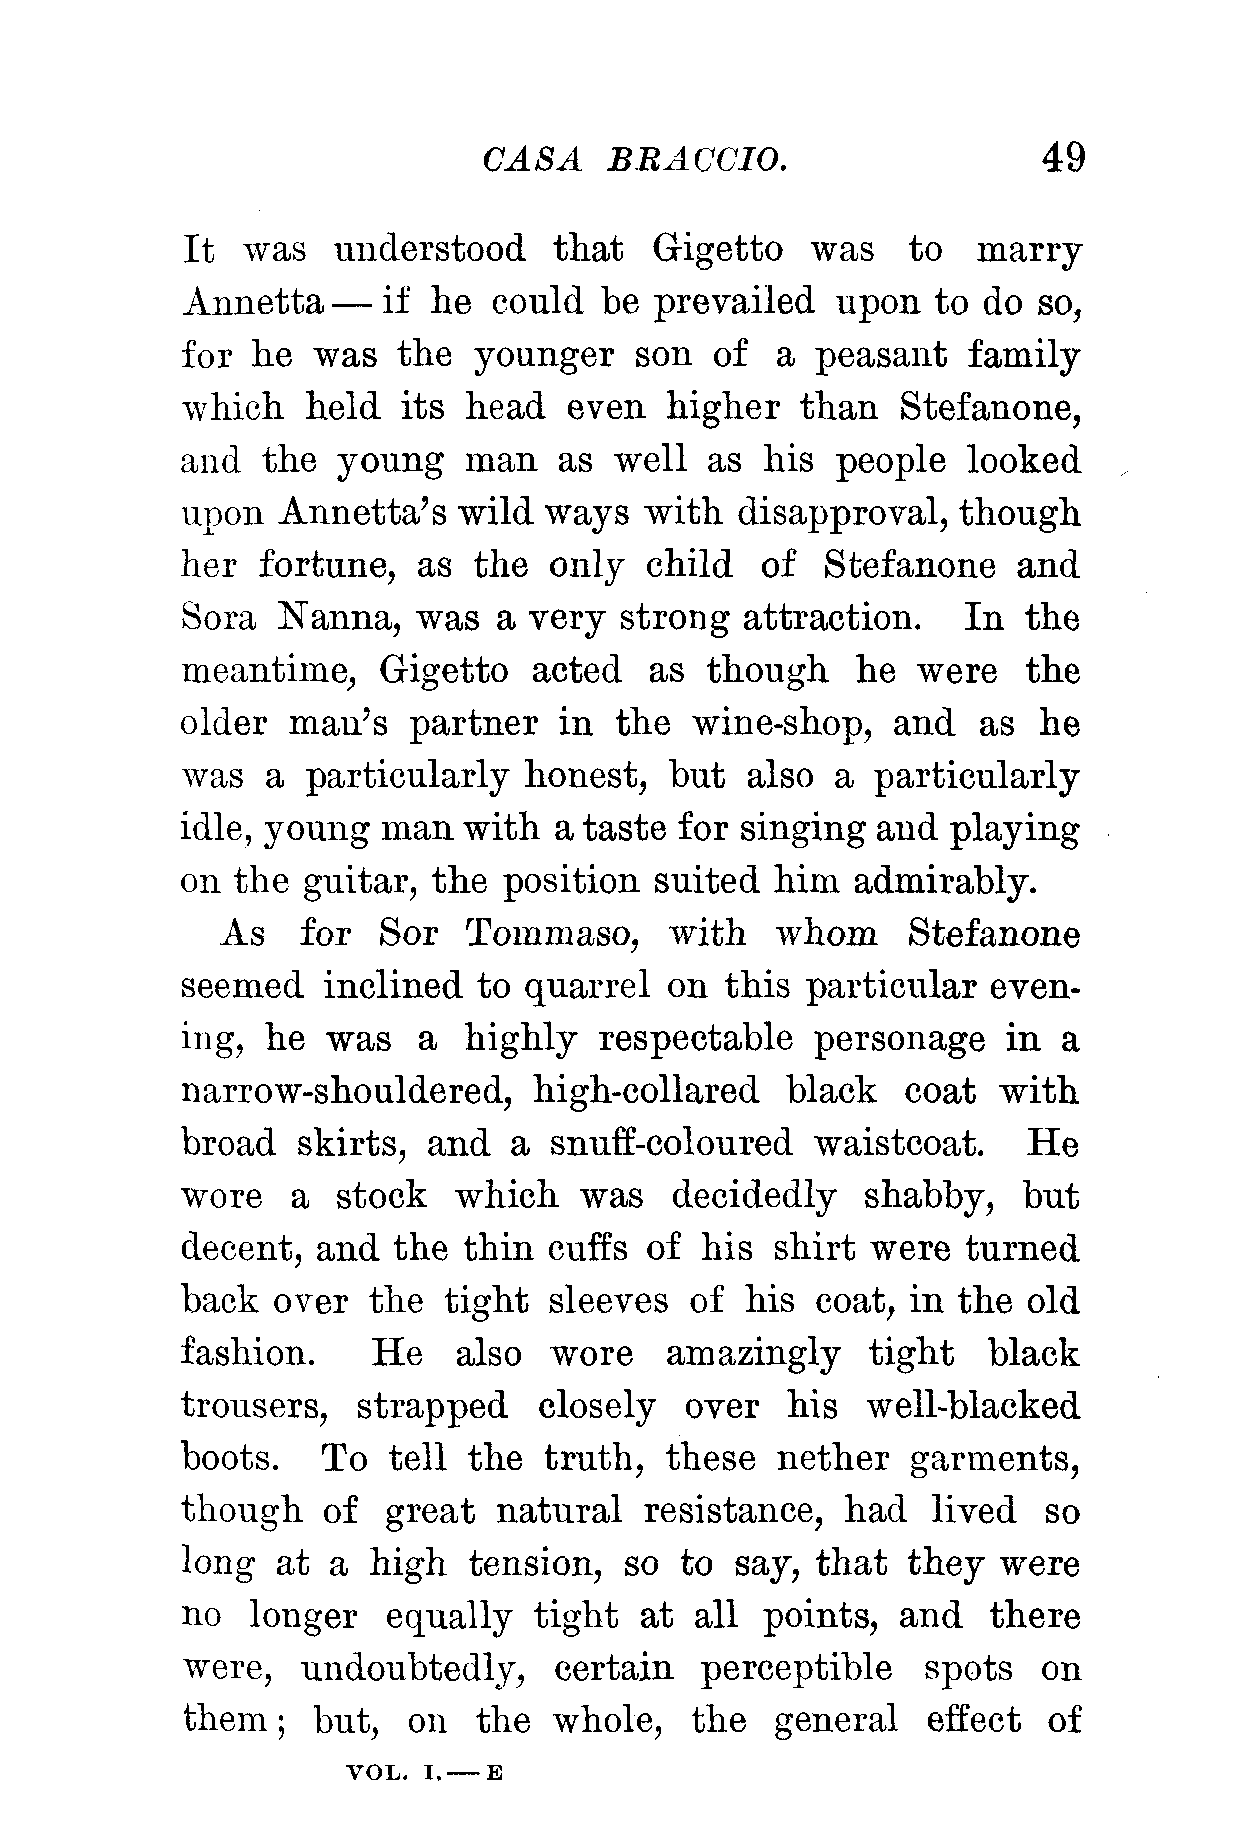 CASA BRACCIO. 49
It was understood that Gigetto was to marry
Annetta — if he could be prevailed upon to do so,
for he was the younger son of a peasant family
which held its head even higher than Stefanone,
and the young man as well as his people looked
upon Annetta's wild ways with disapproval, though
her fortune, as the only child of Stefanone and
Sora Nanna, was a very strong attraction. In the
meantime, Gigetto acted as though he were the
older man's partner in the wine-shop, and as he
was a particularly honest, but also a particularly
idle, young man with a taste for singing and playing
on the guitar, the position suited him admirably.
As for Sor Tommaso, with whom Stefanone
seemed inclined to quarrel on this particular even-
ing, he was a highly respectable personage in a
narrow-shouldered, high-collared black coat with
broad skirts, and a snuff-coloured waistcoat. He
wore a stock which was decidedly shabby, but
decent, and the thin cuffs of his shirt were turned
back over the tight sleeves of his coat, in the old
fashion. He also wore amazingly tight black
trousers, strapped closely over his well-blacked
boots. To tell the truth, these nether garments,
though of great natural resistance, had lived so
long at a high tension, so to say, that they were
no longer equally tight at all points, and there
were, undoubtedly, certain perceptible spots on
them; but, on the whole, the general effect of
VOL. I. — E